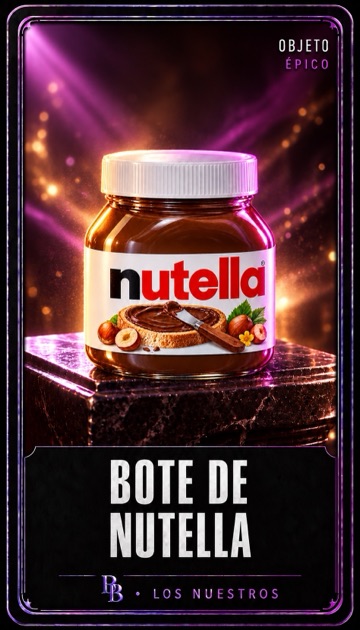 OBJETO
ÉPICO
nutella
BOTE DE
NUTELLA
BB • LOS NUESTROS